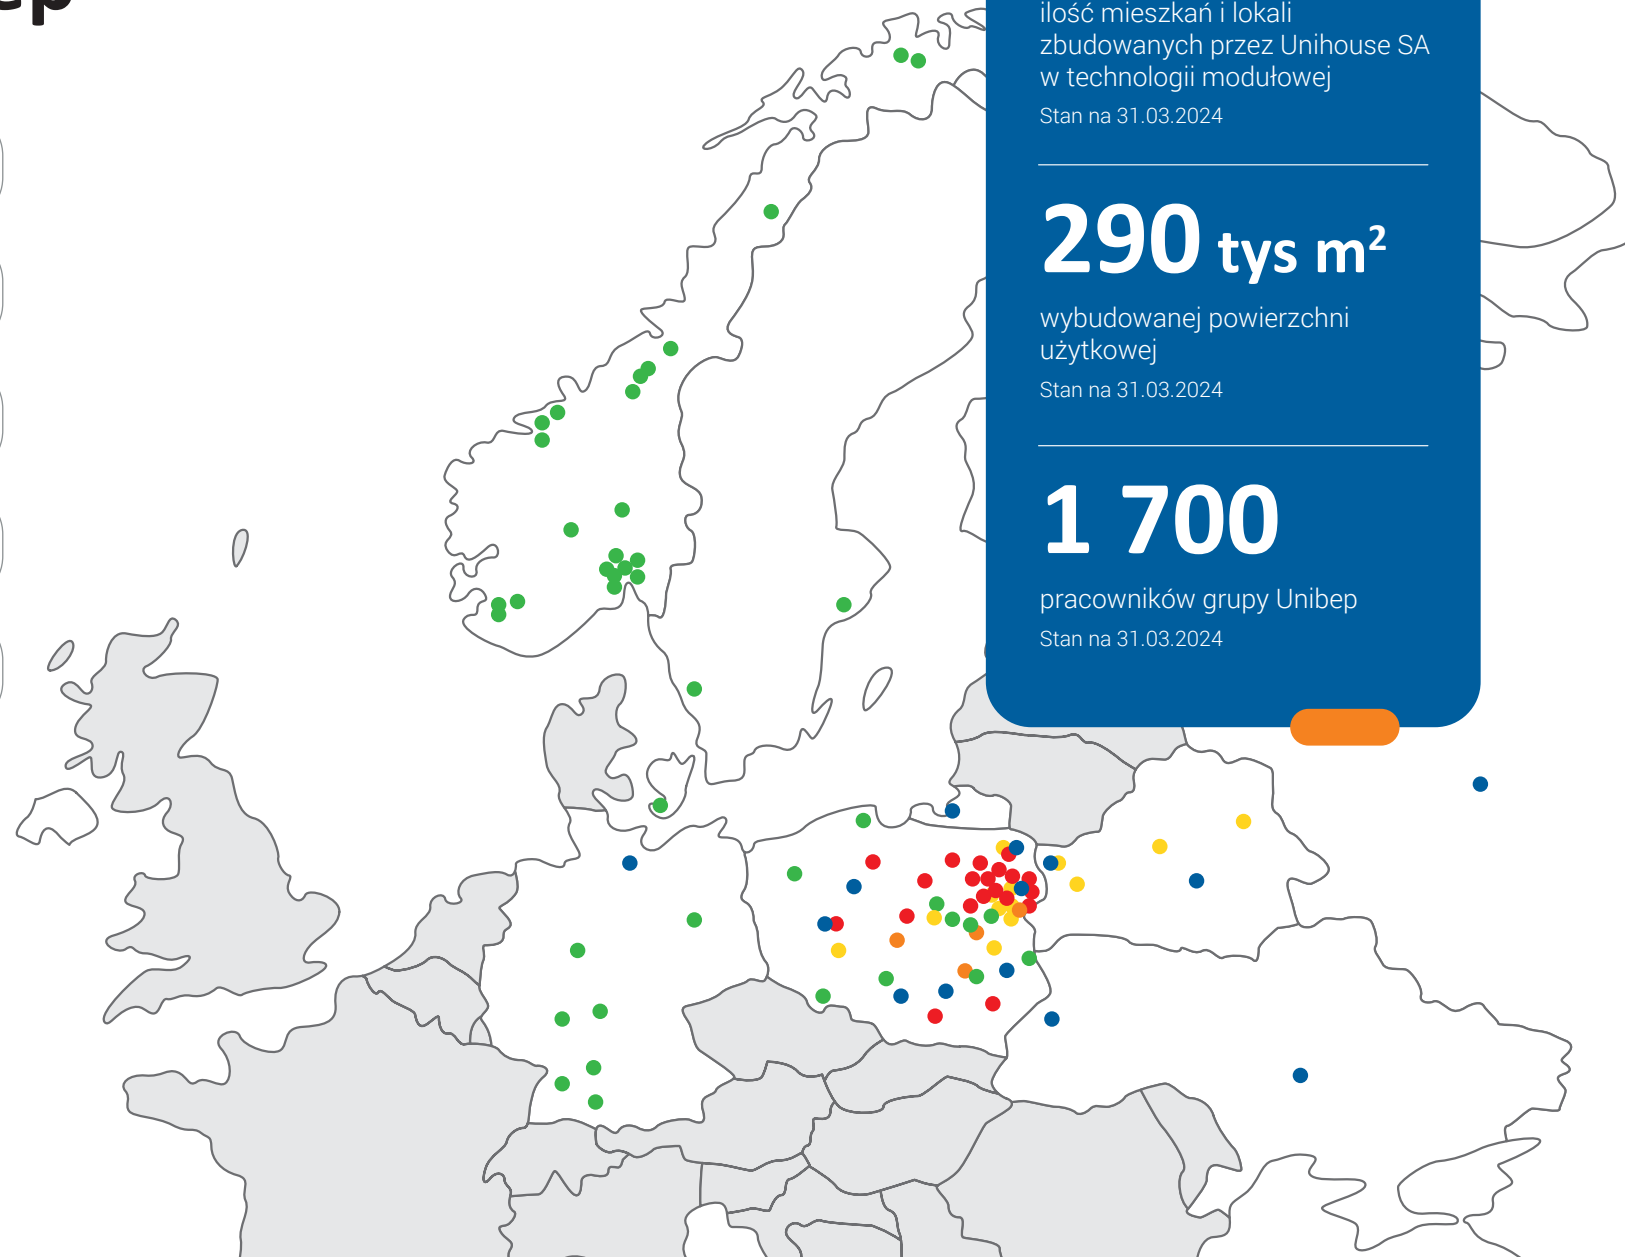 ep
ilość mieszkań i lokali
zbudowanych przez Unihouse SA
w technologii modułowej
Stan na 31.03.2024
290 tys m²
wybudowanej powierzchni
użytkowej
Stan na 31.03.2024
1 700
pracowników grupy Unibep
Stan na 31.03.2024